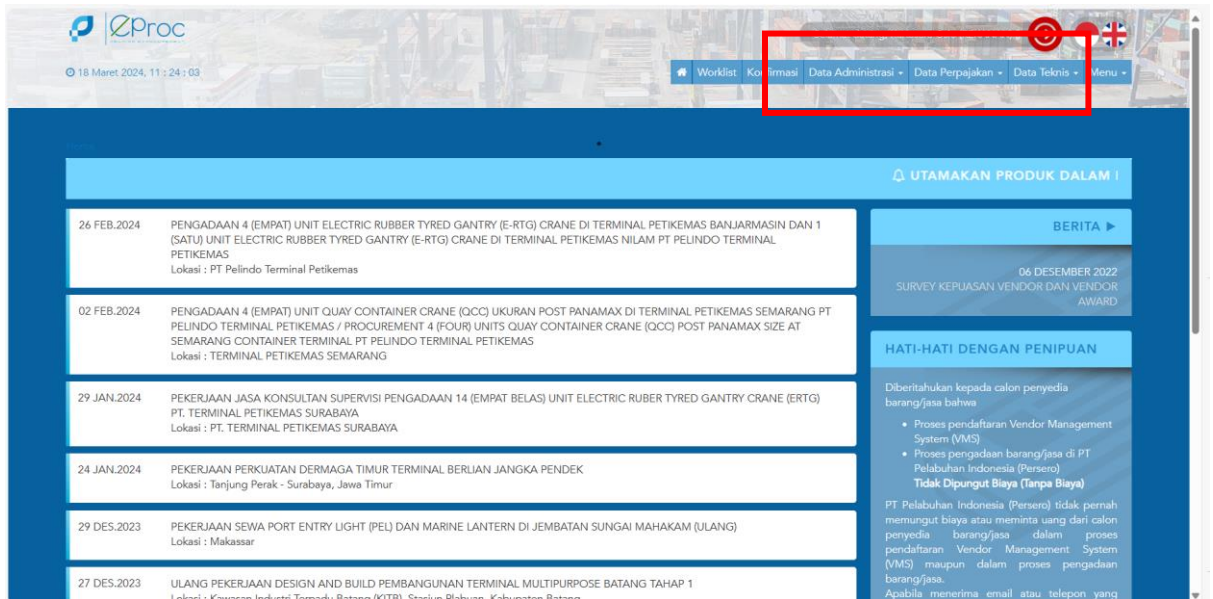 eProc
18 Maret 2024, 11 : 24 : 03
Worklist Konfirmasi Data Administrasi Data Perpajakan Data Teknis Menu
UTAMAKAN PRODUK DALAM
26 FEB.2024
PENGADAAN 4 (EMPAT) UNIT ELECTRIC RUBBER TYRED GANTRY (E-RTG) CRANE DI TERMINAL PETIKEMAS BANJARMASIN DAN 1
(SATU) UNIT ELECTRIC RUBBER TYRED GANTRY (E-RTG) CRANE DI TERMINAL PETIKEMAS NILAM PT PELINDO TERMINAL
PETIKEMAS
Lokasi : PT Pelindo Terminal Petikemas
02 FEB.2024
PENGADAAN 4 (EMPAT) UNIT QUAY CONTAINER CRANE (QCC) UKURAN POST PANAMAX DI TERMINAL PETIKEMAS SEMARANG PT
PELINDO TERMINAL PETIKEMAS / PROCUREMENT 4 (FOUR) UNITS QUAY CONTAINER CRANE (QCC) POST PANAMAX SIZE AT
SEMARANG CONTAINER TERMINAL PT PELINDO TERMINAL PETIKEMAS
Lokasi : TERMINAL PETIKEMAS SEMARANG
29 JAN.2024
PEKERJAAN JASA KONSULTAN SUPERVISI PENGADAAN 14 (EMPAT BELAS) UNIT ELECTRIC RUBER TYRED GANTRY CRANE (ERTG)
PT. TERMINAL PETIKEMAS SURABAYA
Lokasi : PT. TERMINAL PETIKEMAS SURABAYA
24 JAN.2024
PEKERJAAN PERKUATAN DERMAGA TIMUR TERMINAL BERLIAN JANGKA PENDEK
Lokasi : Tanjung Perak - Surabaya, Jawa Timur
29 DES.2023
PEKERJAAN SEWA PORT ENTRY LIGHT (PEL) DAN MARINE LANTERN DI JEMBATAN SUNGAI MAHAKAM (ULANG)
Lokasi : Makassar
27 DES.2023
ULANG PEKERJAAN DESIGN AND BUILD PEMBANGUNAN TERMINAL MULTIPURPOSE BATANG TAHAP 1
Lokasi : Kawasan Industri Terpadu Batang (KITB), Stasiun Plabuan, Kabupaten Batang
BERITA
06 DESEMBER 2022
SURVEY KEPUASAN VENDOR DAN VENDOR
AWARD
HATI-HATI DENGAN PENIPUAN
Diberitahukan kepada calon penyedia
barang/jasa bahwa
• Proses pendaftaran Vendor Management
System (VMS)
• Proses pengadaan barang/jasa di PT
Pelabuhan Indonesia (Persero)
Tidak Dipungut Biaya (Tanpa Biaya)
PT Pelabuhan Indonesia (Persero) tidak pernah
memungut biaya atau meminta uang dari calon
penyedia barang/jasa dalam proses
pendaftaran Vendor Management System
(VMS) maupun dalam proses pengadaan
barang/jasa.
Apabila menerima email atau telepon yang